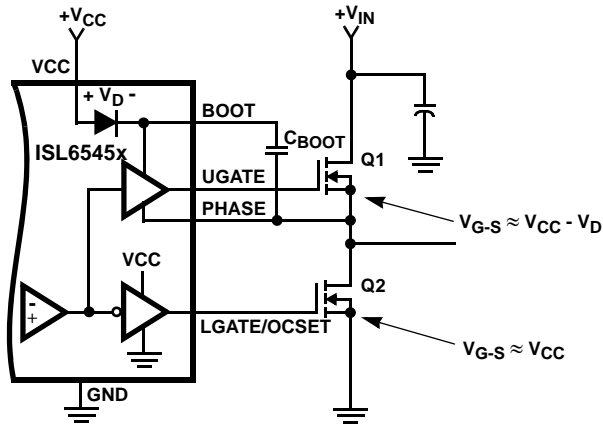 +VCC
+VIN
VCC
+ VD -
BOOT
CBOOT
ISL6545x
Q1
UGATE
PHASE
VG-S ≈ VCC - VD
VCC
Q2
-
+
LGATE/OCSET
VG-S ≈ VCC
GND